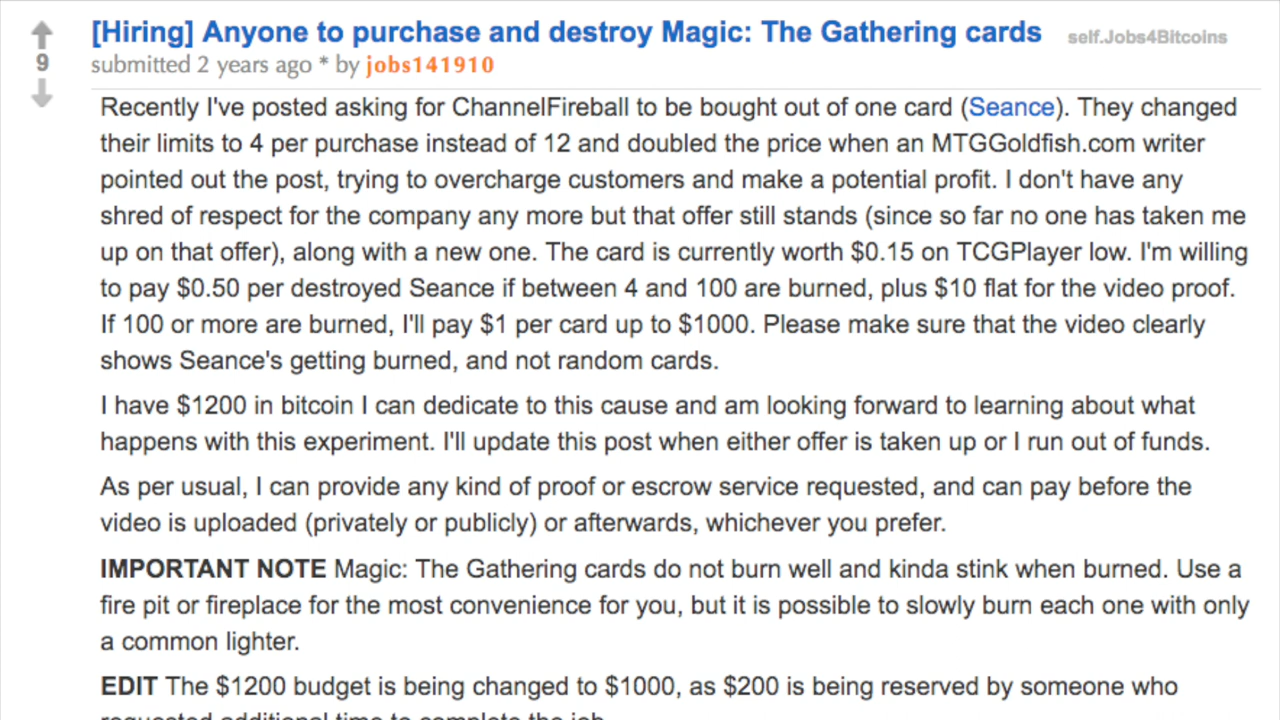 [Hiring] Anyone to purchase and destroy Magic: The Gathering cards self.Jobs4Bitcoins
9
submitted 2 years ago * by jobs141910
Recently I've posted asking for ChannelFireball to be bought out of one card (Seance). They changed
their limits to 4 per purchase instead of 12 and doubled the price when an MTGGoldfish.com writer
pointed out the post, trying to overcharge customers and make a potential profit. I don't have any
shred of respect for the company any more but that offer still stands (since so far no one has taken me
up on that offer), along with a new one. The card is currently worth $0.15 on TCGPlayer low. I'm willing
to pay $0.50 per destroyed Seance if between 4 and 100 are burned, plus $10 flat for the video proof.
If 100 or more are burned, I'll pay $1 per card up to $1000. Please make sure that the video clearly
shows Seance's getting burned, and not random cards.
I have $1200 in bitcoin I can dedicate to this cause and am looking forward to learning about what
happens with this experiment. I'll update this post when either offer is taken up or I run out of funds.
As per usual, I can provide any kind of proof or escrow service requested, and can pay before the
video is uploaded (privately or publicly) or afterwards, whichever you prefer.
IMPORTANT NOTE Magic: The Gathering cards do not burn well and kinda stink when burned. Use a
fire pit or fireplace for the most convenience for you, but it is possible to slowly burn each one with only
a common lighter.
EDIT The $1200 budget is being changed to $1000, as $200 is being reserved by someone who
requested additional time to complete the job.